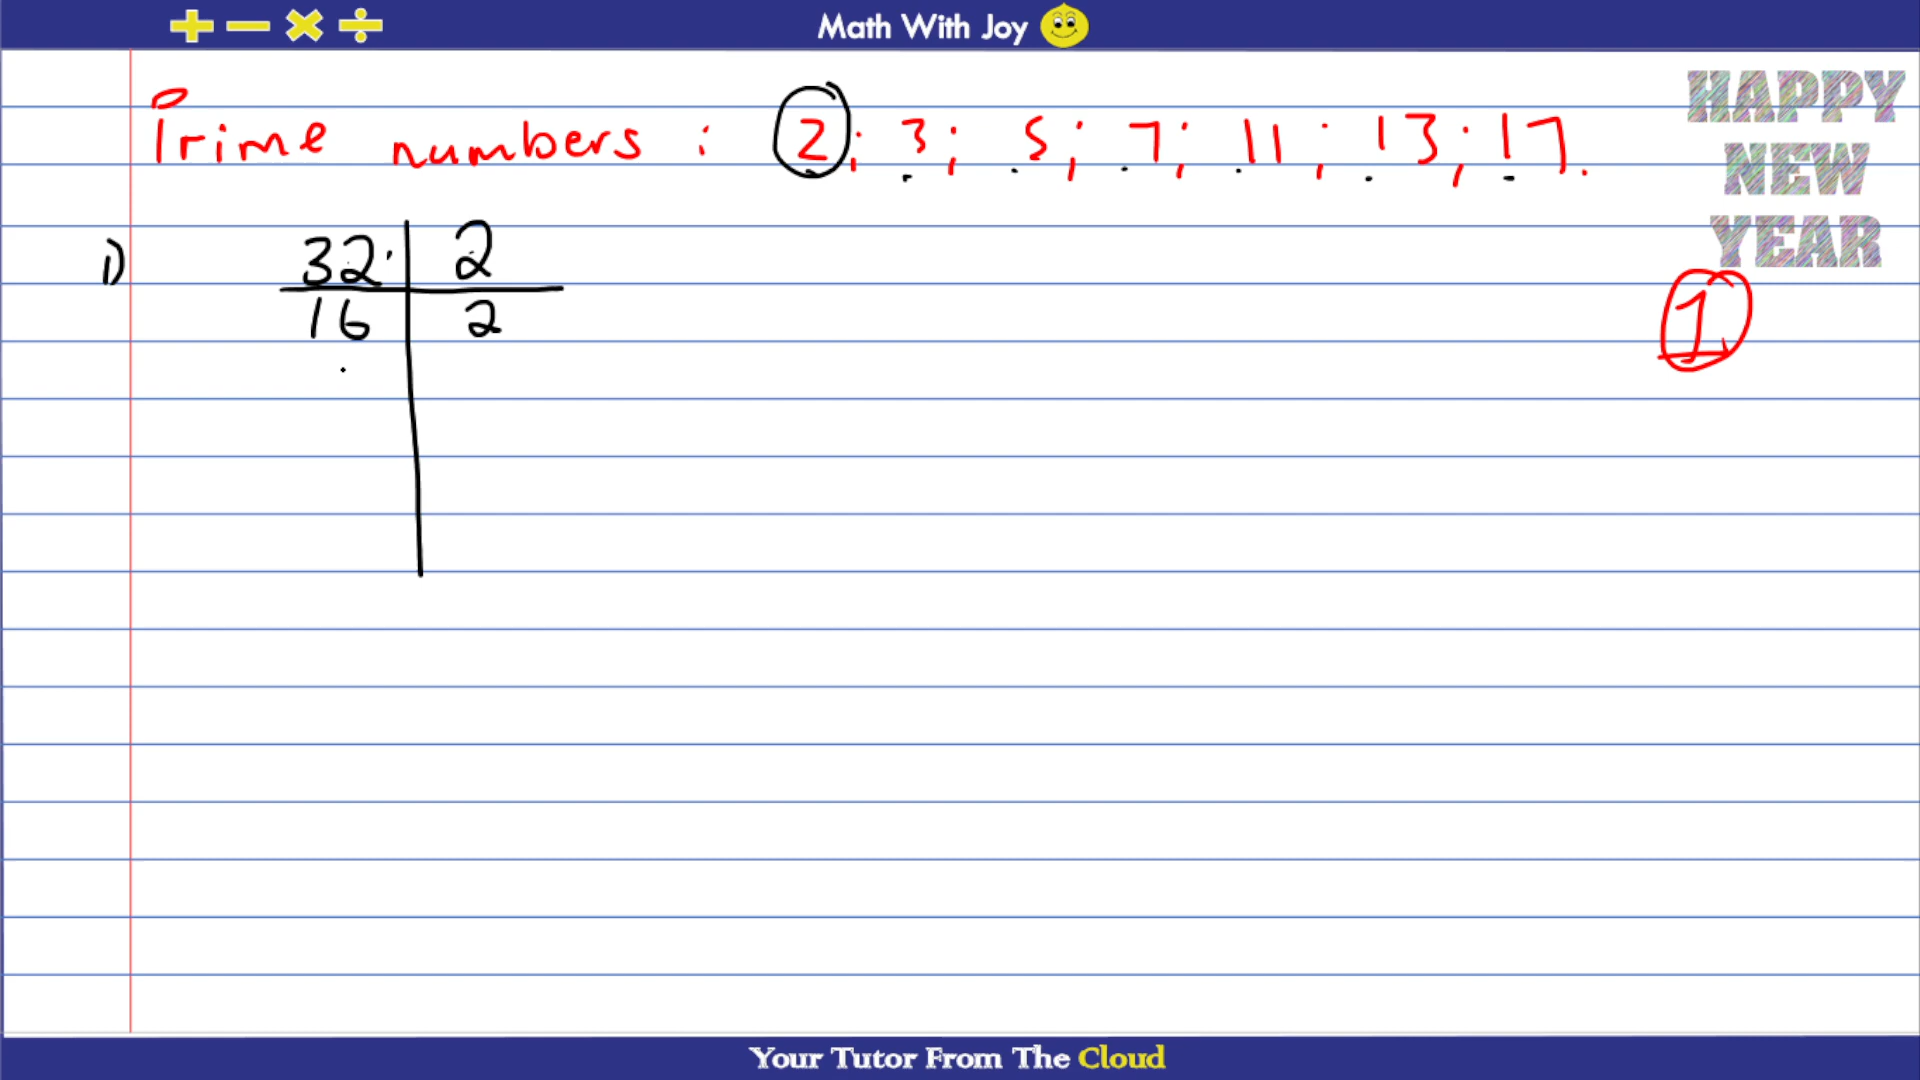 Math With Joy
Prime numbers : 2; 3; 5; 7; 11; 13; 17.
HAPPY
NEW
YEAR
1) 32 2
16 2
1
Your Tutor From The Cloud